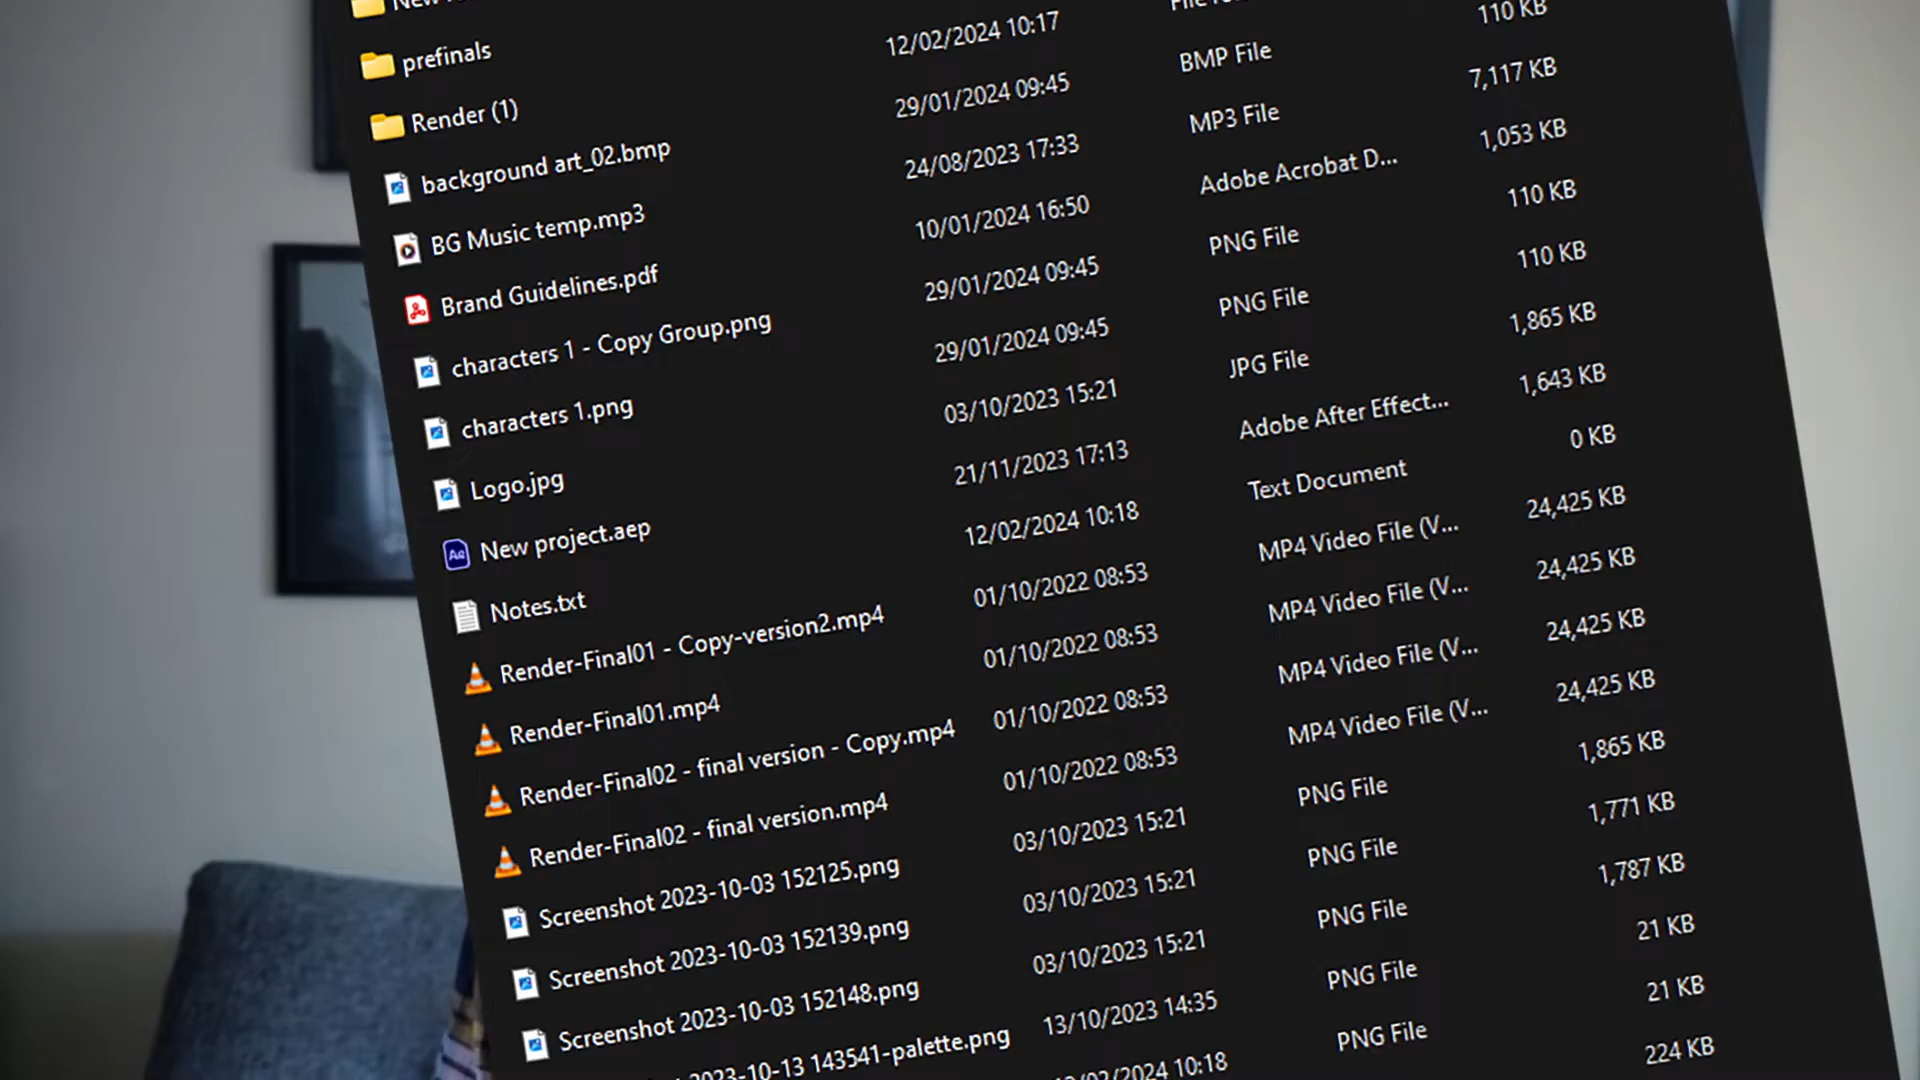 prefinals
Render (1) 12/02/2024 10:17 File
background art_02.bmp 29/01/2024 09:45 BMP File 110 KB
BG Music temp.mp3 24/08/2023 17:33 MP3 File 7,117 KB
Brand Guidelines.pdf 10/01/2024 16:50 Adobe Acrobat D... 1,053 KB
characters 1 - Copy Group.png 29/01/2024 09:45 PNG File 110 KB
characters 1.png 29/01/2024 09:45 PNG File 110 KB
Logo.jpg 03/10/2023 15:21 JPG File 1,865 KB
New project.aep 21/11/2023 17:13 Adobe After Effect... 1,643 KB
Notes.txt 12/02/2024 10:18 Text Document 0 KB
Render-Final01 - Copy-version2.mp4 01/10/2022 08:53 MP4 Video File (V... 24,425 KB
Render-Final01.mp4 01/10/2022 08:53 MP4 Video File (V... 24,425 KB
Render-Final02 - final version - Copy.mp4 01/10/2022 08:53 MP4 Video File (V... 24,425 KB
Render-Final02 - final version.mp4 01/10/2022 08:53 MP4 Video File (V... 24,425 KB
Screenshot 2023-10-03 152125.png 03/10/2023 15:21 PNG File 1,865 KB
Screenshot 2023-10-03 152139.png 03/10/2023 15:21 PNG File 1,771 KB
Screenshot 2023-10-03 152148.png 03/10/2023 15:21 PNG File 1,787 KB
2023-10-13 143541-palette.png 13/10/2023 14:35 PNG File 21 KB
10:18 PNG File 21 KB
224 KB